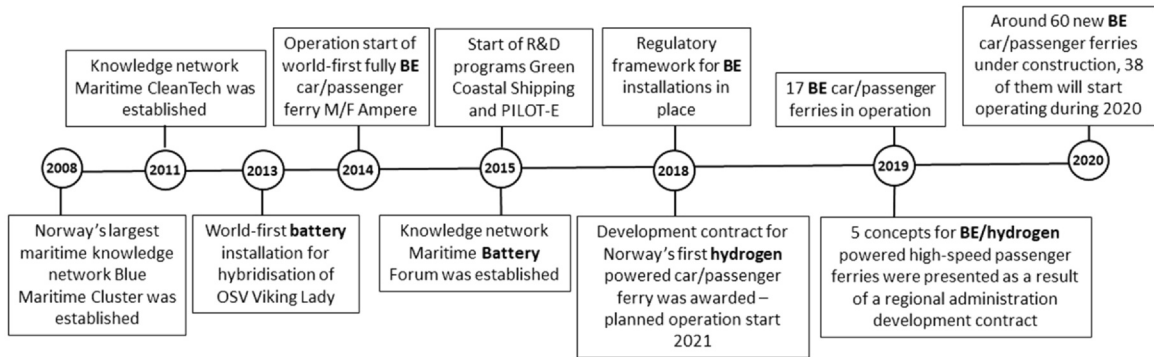 Knowledge network
Maritime CleanTech was
established
Operation start of
world-first fully BE
car/passenger
ferry M/F Ampere
Start of R&D
programs Green
Coastal Shipping
and PILOT-E
Regulatory
framework for BE
installations in
place
17 BE car/passenger
ferries in operation
Around 60 new BE
car/passenger ferries
under construction, 38
of them will start
operating during 2020
2008
2011
2013
2014
2015
2018
2019
2020
Norway's largest
maritime knowledge
network Blue
Maritime Cluster was
established
World-first battery
installation for
hybridisation of
OSV Viking Lady
Knowledge network
Maritime Battery
Forum was established
Development contract for
Norway's first hydrogen
powered car/passenger
ferry was awarded –
planned operation start
2021
5 concepts for BE/hydrogen
powered high-speed passenger
ferries were presented as a result
of a regional administration
development contract